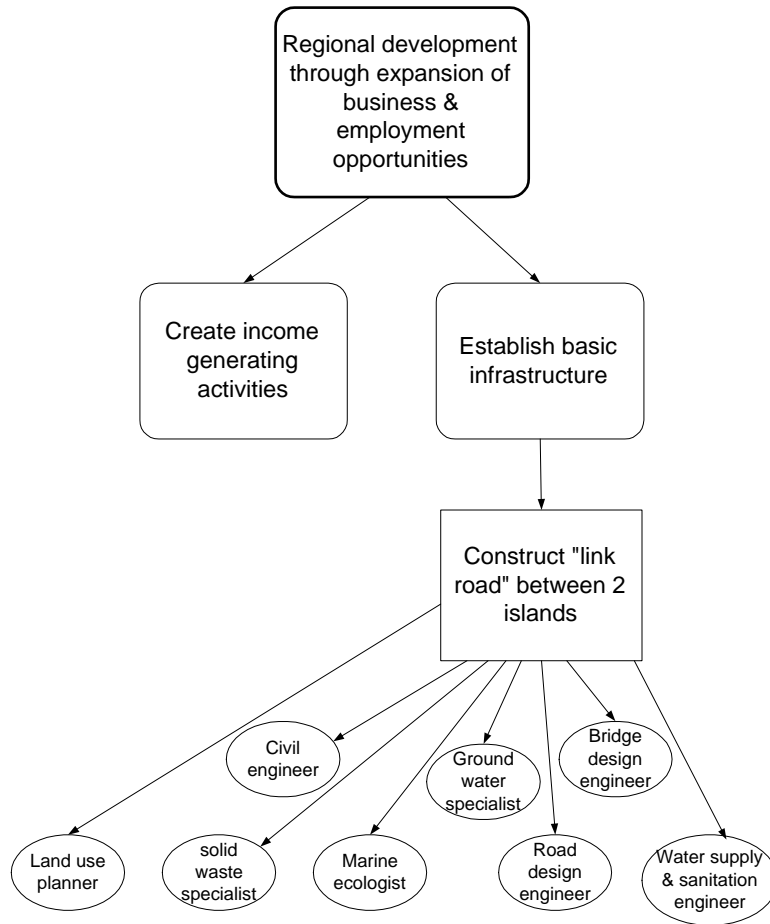 Regional development
through expansion of
business &
employment
opportunities
Create income
generating
activities
Establish basic
infrastructure
Construct "link
road" between 2
islands
Civil
engineer
Ground
water
specialist
Bridge
design
engineer
Land use
planner
solid
waste
specialist
Marine
ecologist
Road
design
engineer
Water supply
& sanitation
engineer